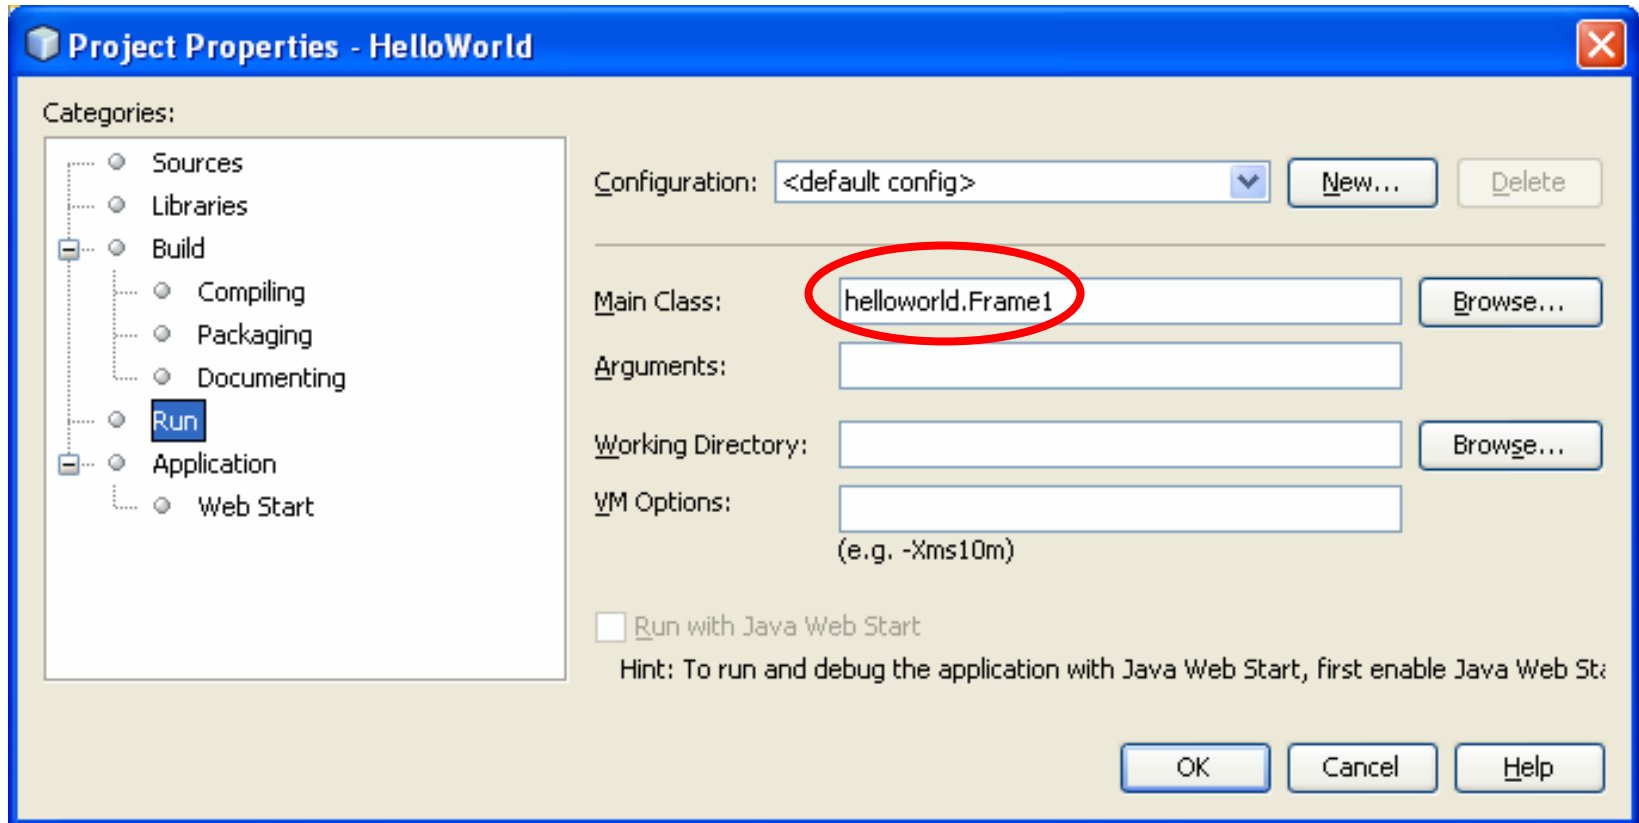 Project Properties - HelloWorld
Categories:
Sources
Libraries
Build
Compiling
Packaging
Documenting
Run
Application
Web Start
Configuration: <default config> New... Delete
Main Class: helloworld.Frame1 Browse...
Arguments:
Working Directory: Browse...
VM Options:
(e.g. -Xms10m)
Run with Java Web Start
Hint: To run and debug the application with Java Web Start, first enable Java Web Sta
OK Cancel Help